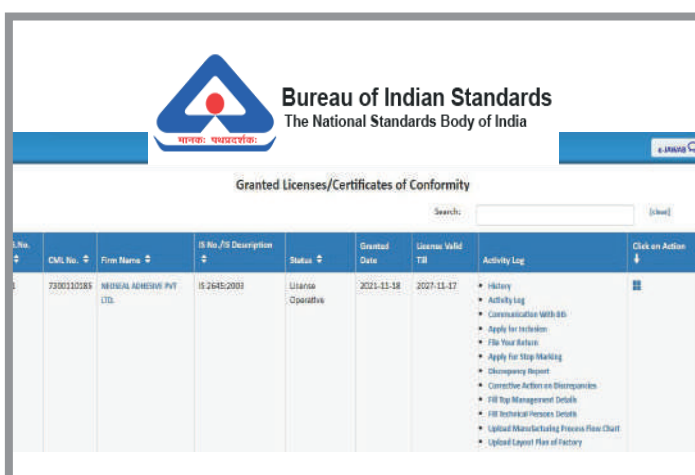 Bureau of Indian Standards
The National Standards Body of India
मानकः पथप्रदर्शकः
e-JAWAB
Granted Licenses/Certificates of Conformity
Search: [clear]
CML No. Firm Name IS No./IS Description Status Granted Date License Valid Till Activity Log Click on Action
1 7300110185 NEOSEAL ADHESIVE PVT LTD. IS 2645:2003 License Operative 2021-11-18 2027-11-17
History
Activity Log
Communication With BIS
Apply for Inclusion
File Your Return
Apply For Stop Marking
Discrepancy Report
Corrective Action on Discrepancies
Fill Top Management Details
Fill Technical Persons Details
Upload Manufacturing Process Flow Chart
Upload Layout Plan of Factory